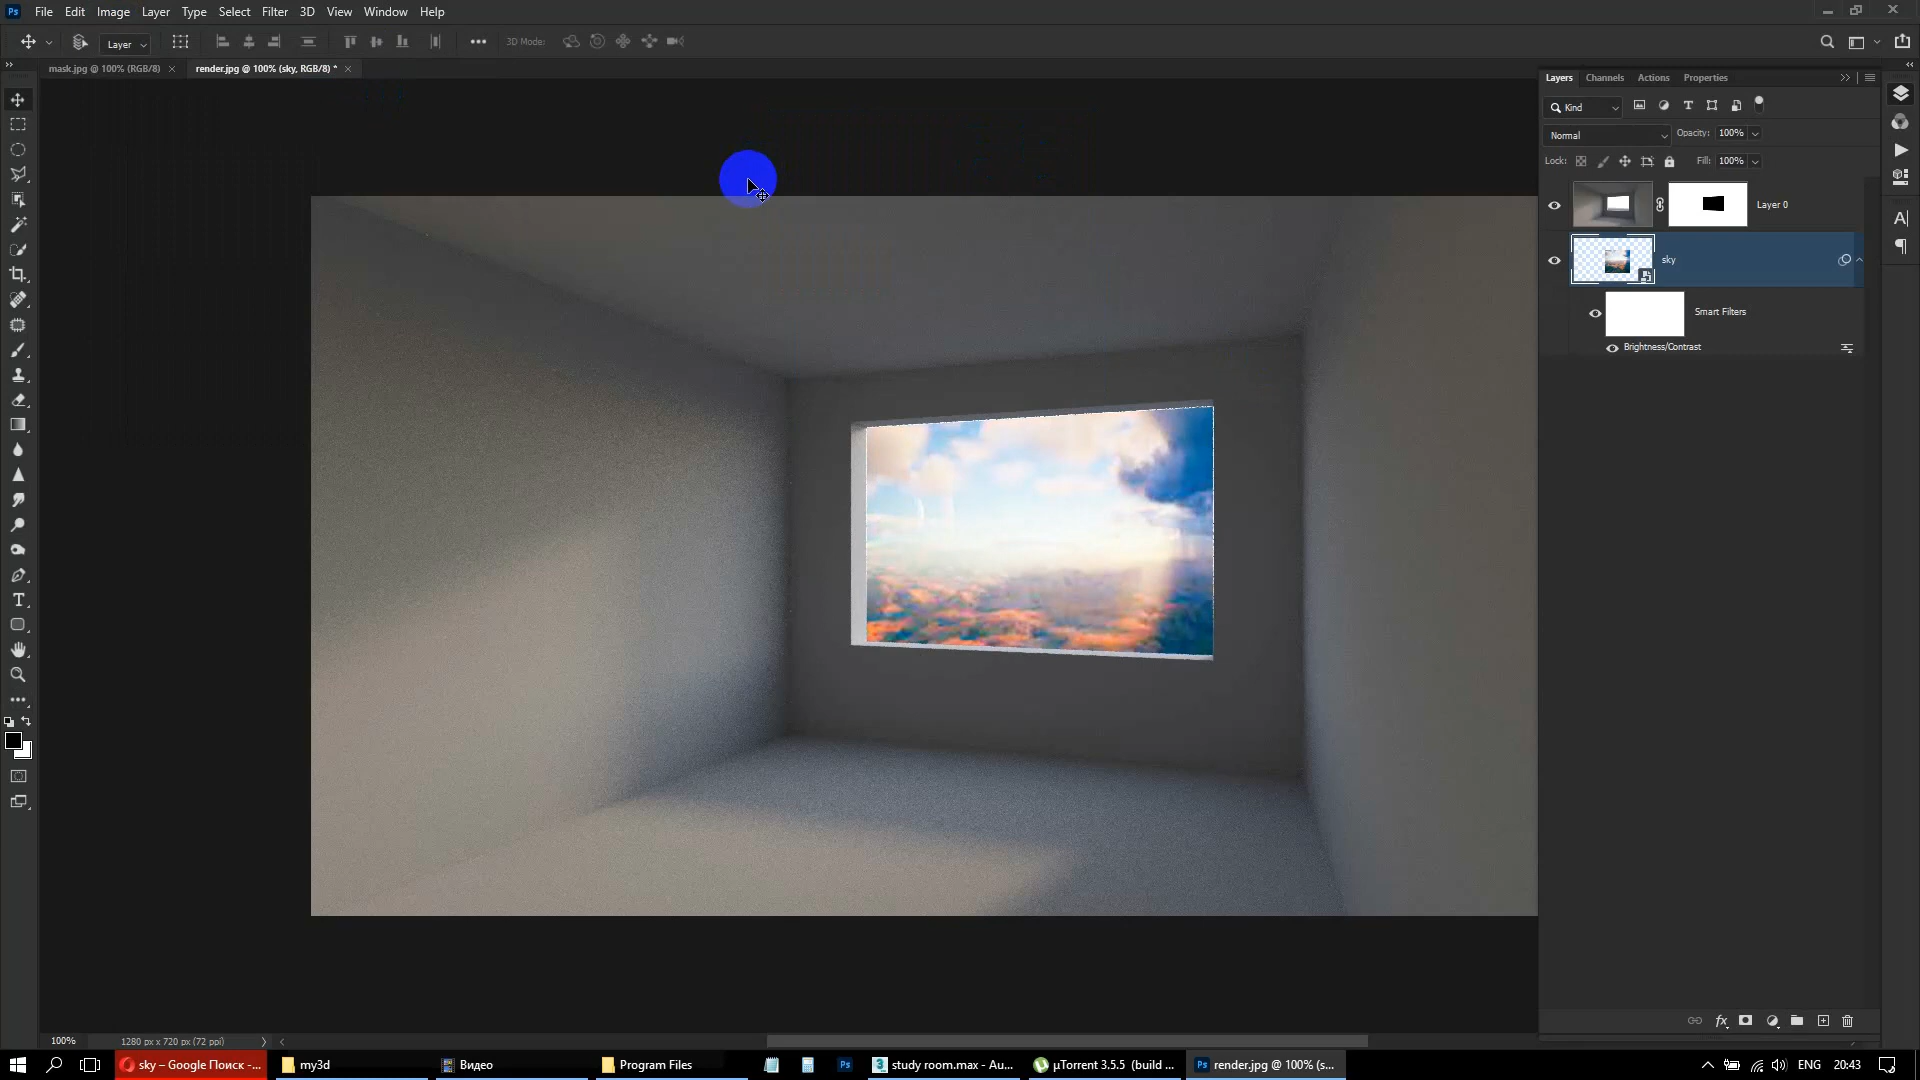 Ps File Edit Image Layer Type Select Filter 3D View Window Help
Layer 3D Mode:
mask.jpg @ 100% (RGB/8) render.jpg @ 100% (sky, RGB/8) *
Layers Channels Actions Properties
Kind
Normal Opacity: 100%
Lock: Fill: 100%
Layer 0
sky
Smart Filters
Brightness/Contrast
100% 1280 px x 720 px (72 ppi)
sky – Google Поиск -... my3d Видео Program Files Ps study room.max - Au... µTorrent 3.5.5 (build ... Ps render.jpg @ 100% (s... ENG 20:43